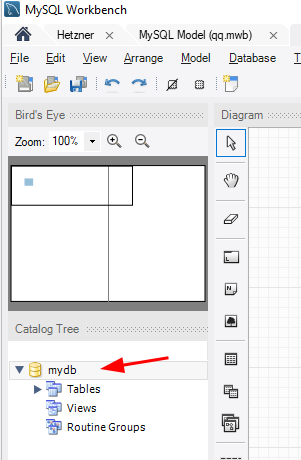 MySQL Workbench
Hetzner
MySQL Model (qq.mwb)
File Edit View Arrange Model Database
Bird's Eye
Diagram
Zoom: 100%
Catalog Tree
mydb
Tables
Views
Routine Groups